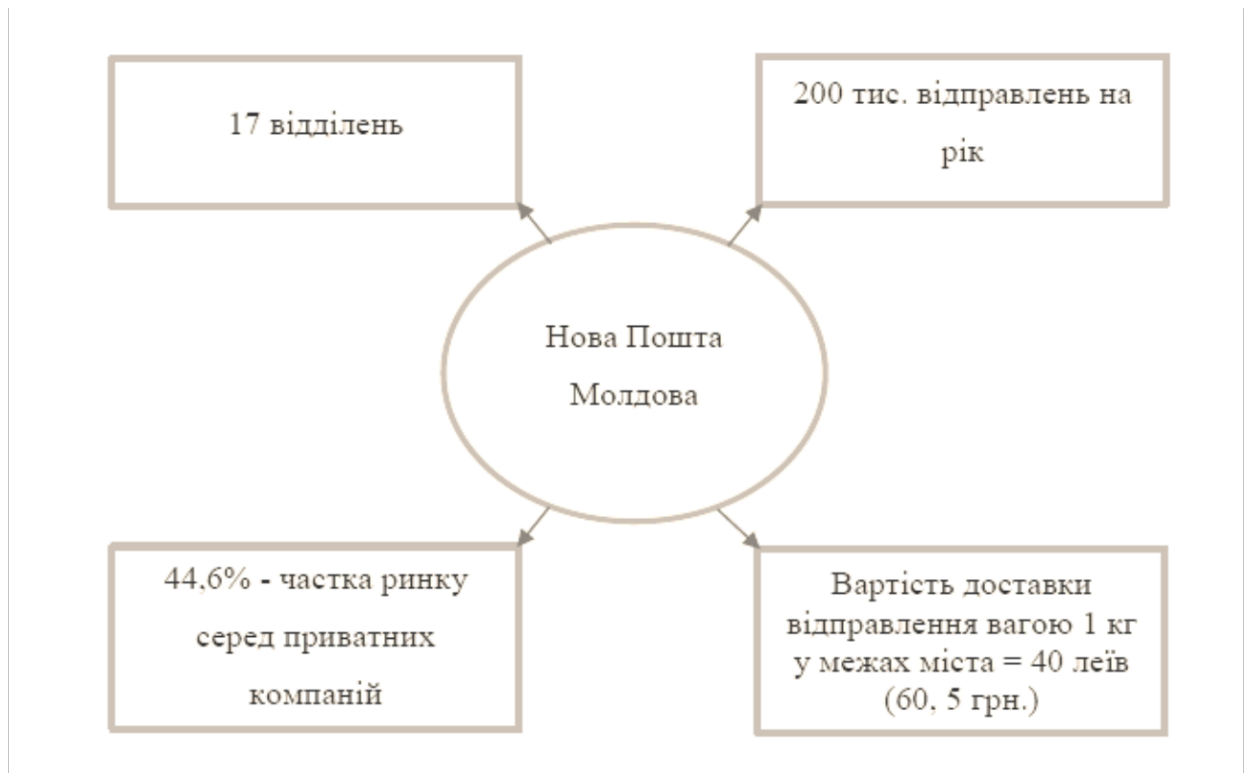 17 відділень
200 тис. відправлень на
рік
Нова Пошта
Молдова
44,6% - частка ринку
серед приватних
компаній
Вартість доставки
відправлення вагою 1 кг
у межах міста = 40 леїв
(60, 5 грн.)